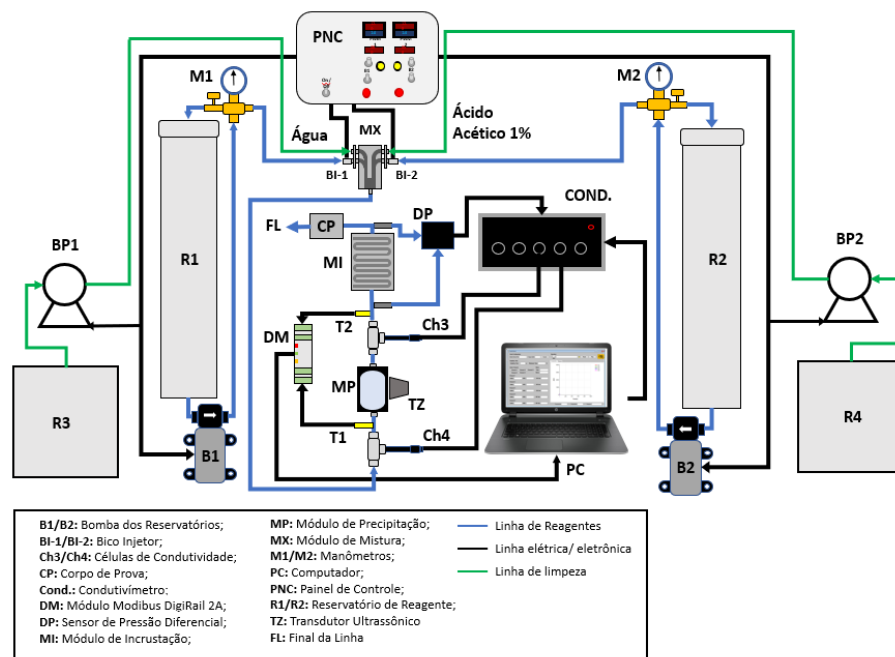 PNC
On /
Off
M1
M2
Água
MX
Ácido
Acético 1%
BI-1
BI-2
COND.
DP
FL
CP
BP1
BP2
R1
MI
R2
T2
Ch3
DM
MP
TZ
R3
R4
T1
Ch4
B1
PC
B2
B1/B2: Bomba dos Reservatórios;
BI-1/BI-2: Bico Injetor;
Ch3/Ch4: Células de Condutividade;
CP: Corpo de Prova;
Cond.: Condutivímetro;
DM: Módulo Modibus DigiRail 2A;
DP: Sensor de Pressão Diferencial;
MI: Módulo de Incrustação;
MP: Módulo de Precipitação;
MX: Módulo de Mistura;
M1/M2: Manômetros;
PC: Computador;
PNC: Painel de Controle;
R1/R2: Reservatório de Reagente;
TZ: Transdutor Ultrassônico
FL: Final da Linha
Linha de Reagentes
Linha elétrica/ eletrônica
Linha de limpeza